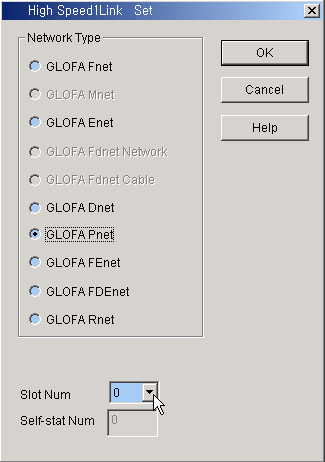 High Speed1Link Set
Network Type
GLOFA Fnet
GLOFA Mnet
GLOFA Enet
GLOFA Fdnet Network
GLOFA Fdnet Cable
GLOFA Dnet
GLOFA Pnet
GLOFA FEnet
GLOFA FDEnet
GLOFA Rnet
OK
Cancel
Help
Slot Num 0
Self-stat Num 0